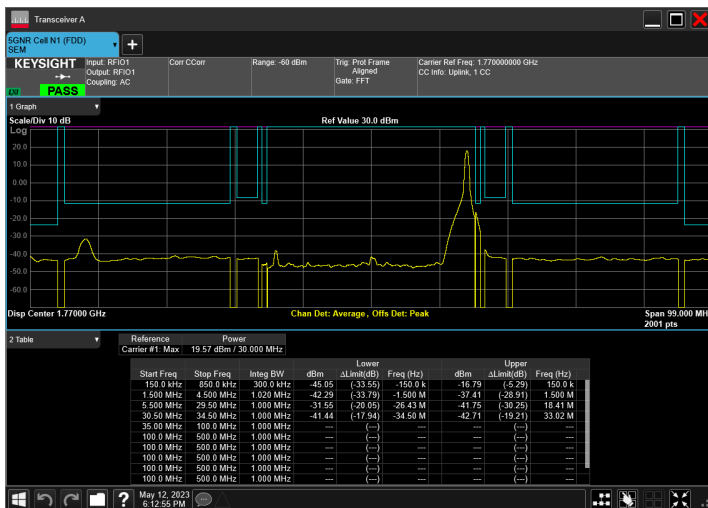 Transceiver A
5GNR Cell N1 (FDD)
SEM
KEYSIGHT
LXI PASS
Input: RFIO1
Output: RFIO1
Coupling: AC
Corr CCorr
Range: -60 dBm
Trig: Prot Frame
Aligned
Gate: FFT
Carrier Ref Freq: 1.770000000 GHz
CC Info: Uplink, 1 CC
1 Graph
Scale/Div 10 dB Ref Value 30.0 dBm
Log
20.0
10.0
0.00
-10.0
-20.0
-30.0
-40.0
-50.0
-60.0
Disp Center 1.77000 GHz Chan Det: Average, Offs Det: Peak Span 99.000 MHz
2001 pts
2 Table
Reference Power
Carrier #1: Max 19.57 dBm / 30.000 MHz
Lower Upper
Start Freq Stop Freq Integ BW dBm ΔLimit(dB) Freq (Hz) dBm ΔLimit(dB) Freq (Hz)
150.0 kHz 850.0 kHz 300.0 kHz -45.05 (-33.55) -150.0 k -16.79 (-5.29) 150.0 k
1.500 MHz 4.500 MHz 1.020 MHz -42.29 (-33.79) -1.500 M -37.41 (-28.91) 1.500 M
5.500 MHz 29.50 MHz 1.000 MHz -31.55 (-20.05) -26.43 M -41.75 (-30.25) 18.41 M
30.50 MHz 34.50 MHz 1.000 MHz -41.44 (-17.94) -34.50 M -42.71 (-19.21) 33.02 M
35.00 MHz 100.0 MHz 1.000 MHz --- (---) --- --- (---) ---
100.0 MHz 500.0 MHz 1.000 MHz --- (---) --- --- (---) ---
100.0 MHz 500.0 MHz 1.000 MHz --- (---) --- --- (---) ---
100.0 MHz 500.0 MHz 1.000 MHz --- (---) --- --- (---) ---
100.0 MHz 500.0 MHz 1.000 MHz --- (---) --- --- (---) ---
100.0 MHz 500.0 MHz 1.000 MHz --- (---) --- --- (---) ---
? May 12, 2023
6:12:55 PM